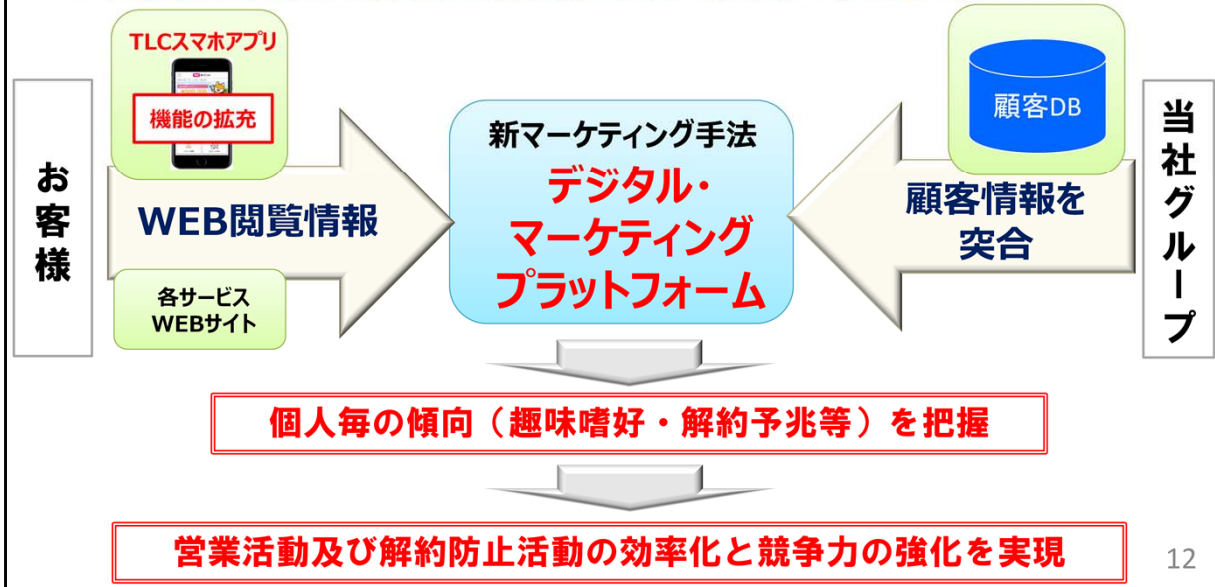 TLCスマホアプリ
機能の拡充
お客様
WEB閲覧情報
各サービス
WEBサイト
新マーケティング手法
デジタル・
マーケティング
プラットフォーム
顧客DB
顧客情報を
突合
当社グループ
個人毎の傾向（趣味嗜好・解約予兆等）を把握
営業活動及び解約防止活動の効率化と競争力の強化を実現
12